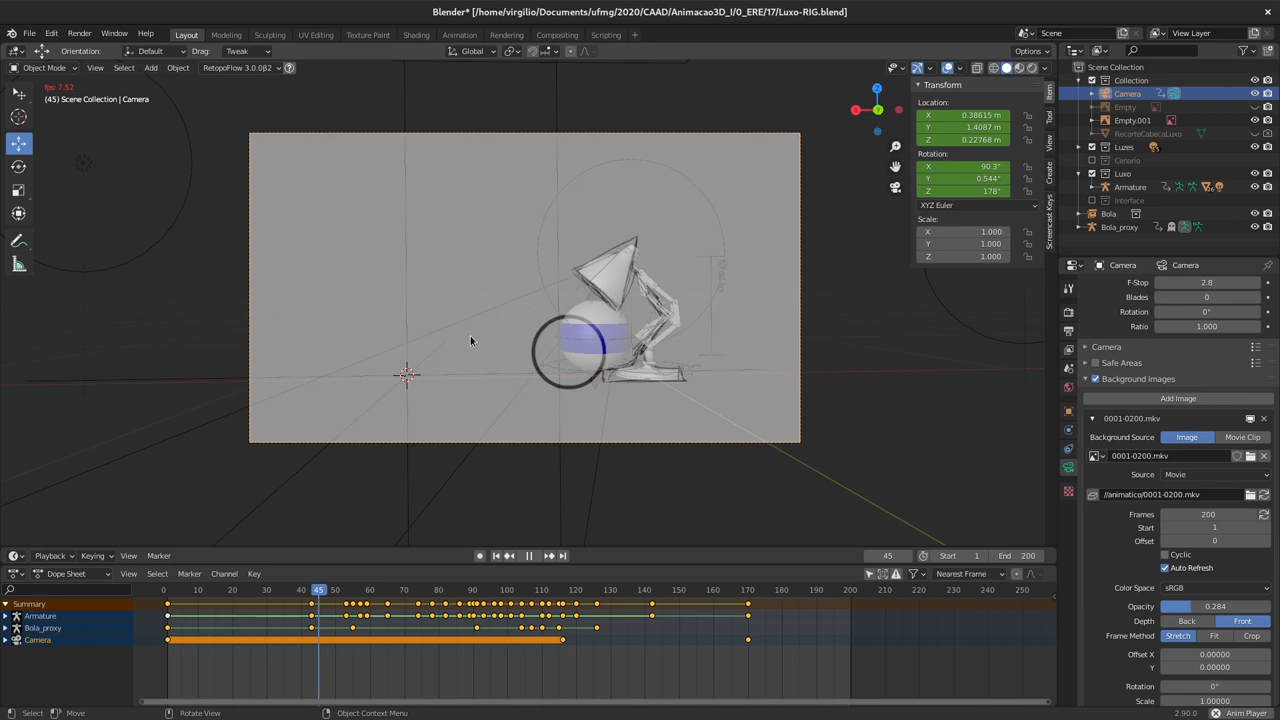 Blender* [/home/virgilio/Documents/ufmg/2020/CAAD/Animacao3D_I/0_ERE/17/Luxo-RIG.blend]
File Edit Render Window Help Layout Modeling Sculpting UV Editing Texture Paint Shading Animation Rendering Compositing Scripting Scene View Layer
Orientation: Default Drag: Tweak Global Options
Object Mode View Select Add Object RetopoFlow 3.0.0β2
fps: 7.52
(45) Scene Collection | Camera
Z
X
Y
Transform
Location:
X 0.38615 m
Y 1.4087 m
Z 0.22768 m
Rotation:
X 90.3°
Y 0.544°
Z 178°
XYZ Euler
Scale:
X 1.000
Y 1.000
Z 1.000
Item
Tool
View
Create
Screencast Keys
Scene Collection
Collection
Camera
Empty
Empty.001
RecorteCabecaLuxo
Luzes
Cenario
Luxo
Armature
Interface
Bola
Bola_proxy
Camera Camera
F-Stop 2.8
Blades 0
Rotation 0°
Ratio 1.000
Camera
Safe Areas
Background Images
Add Image
0001-0200.mkv
Background Source Image Movie Clip
0001-0200.mkv
Source Movie
//animatico/0001-0200.mkv
Frames 200
Start 1
Offset 0
Cyclic
Auto Refresh
Color Space sRGB
Opacity 0.284
Depth Back Front
Frame Method Stretch Fit Crop
Offset X 0.00000
Y 0.00000
Rotation 0°
Scale 1.00000
Playback Keying View Marker 45 Start 1 End 200
Dope Sheet View Select Marker Channel Key Nearest Frame
0 10 20 30 45 50 60 70 80 90 100 110 120 130 140 150 160 170 180 190 200 210 220 230 240 250
Summary
Armature
Bola_proxy
Camera
Select Move Rotate View Object Context Menu 2.90.0 Anim Player